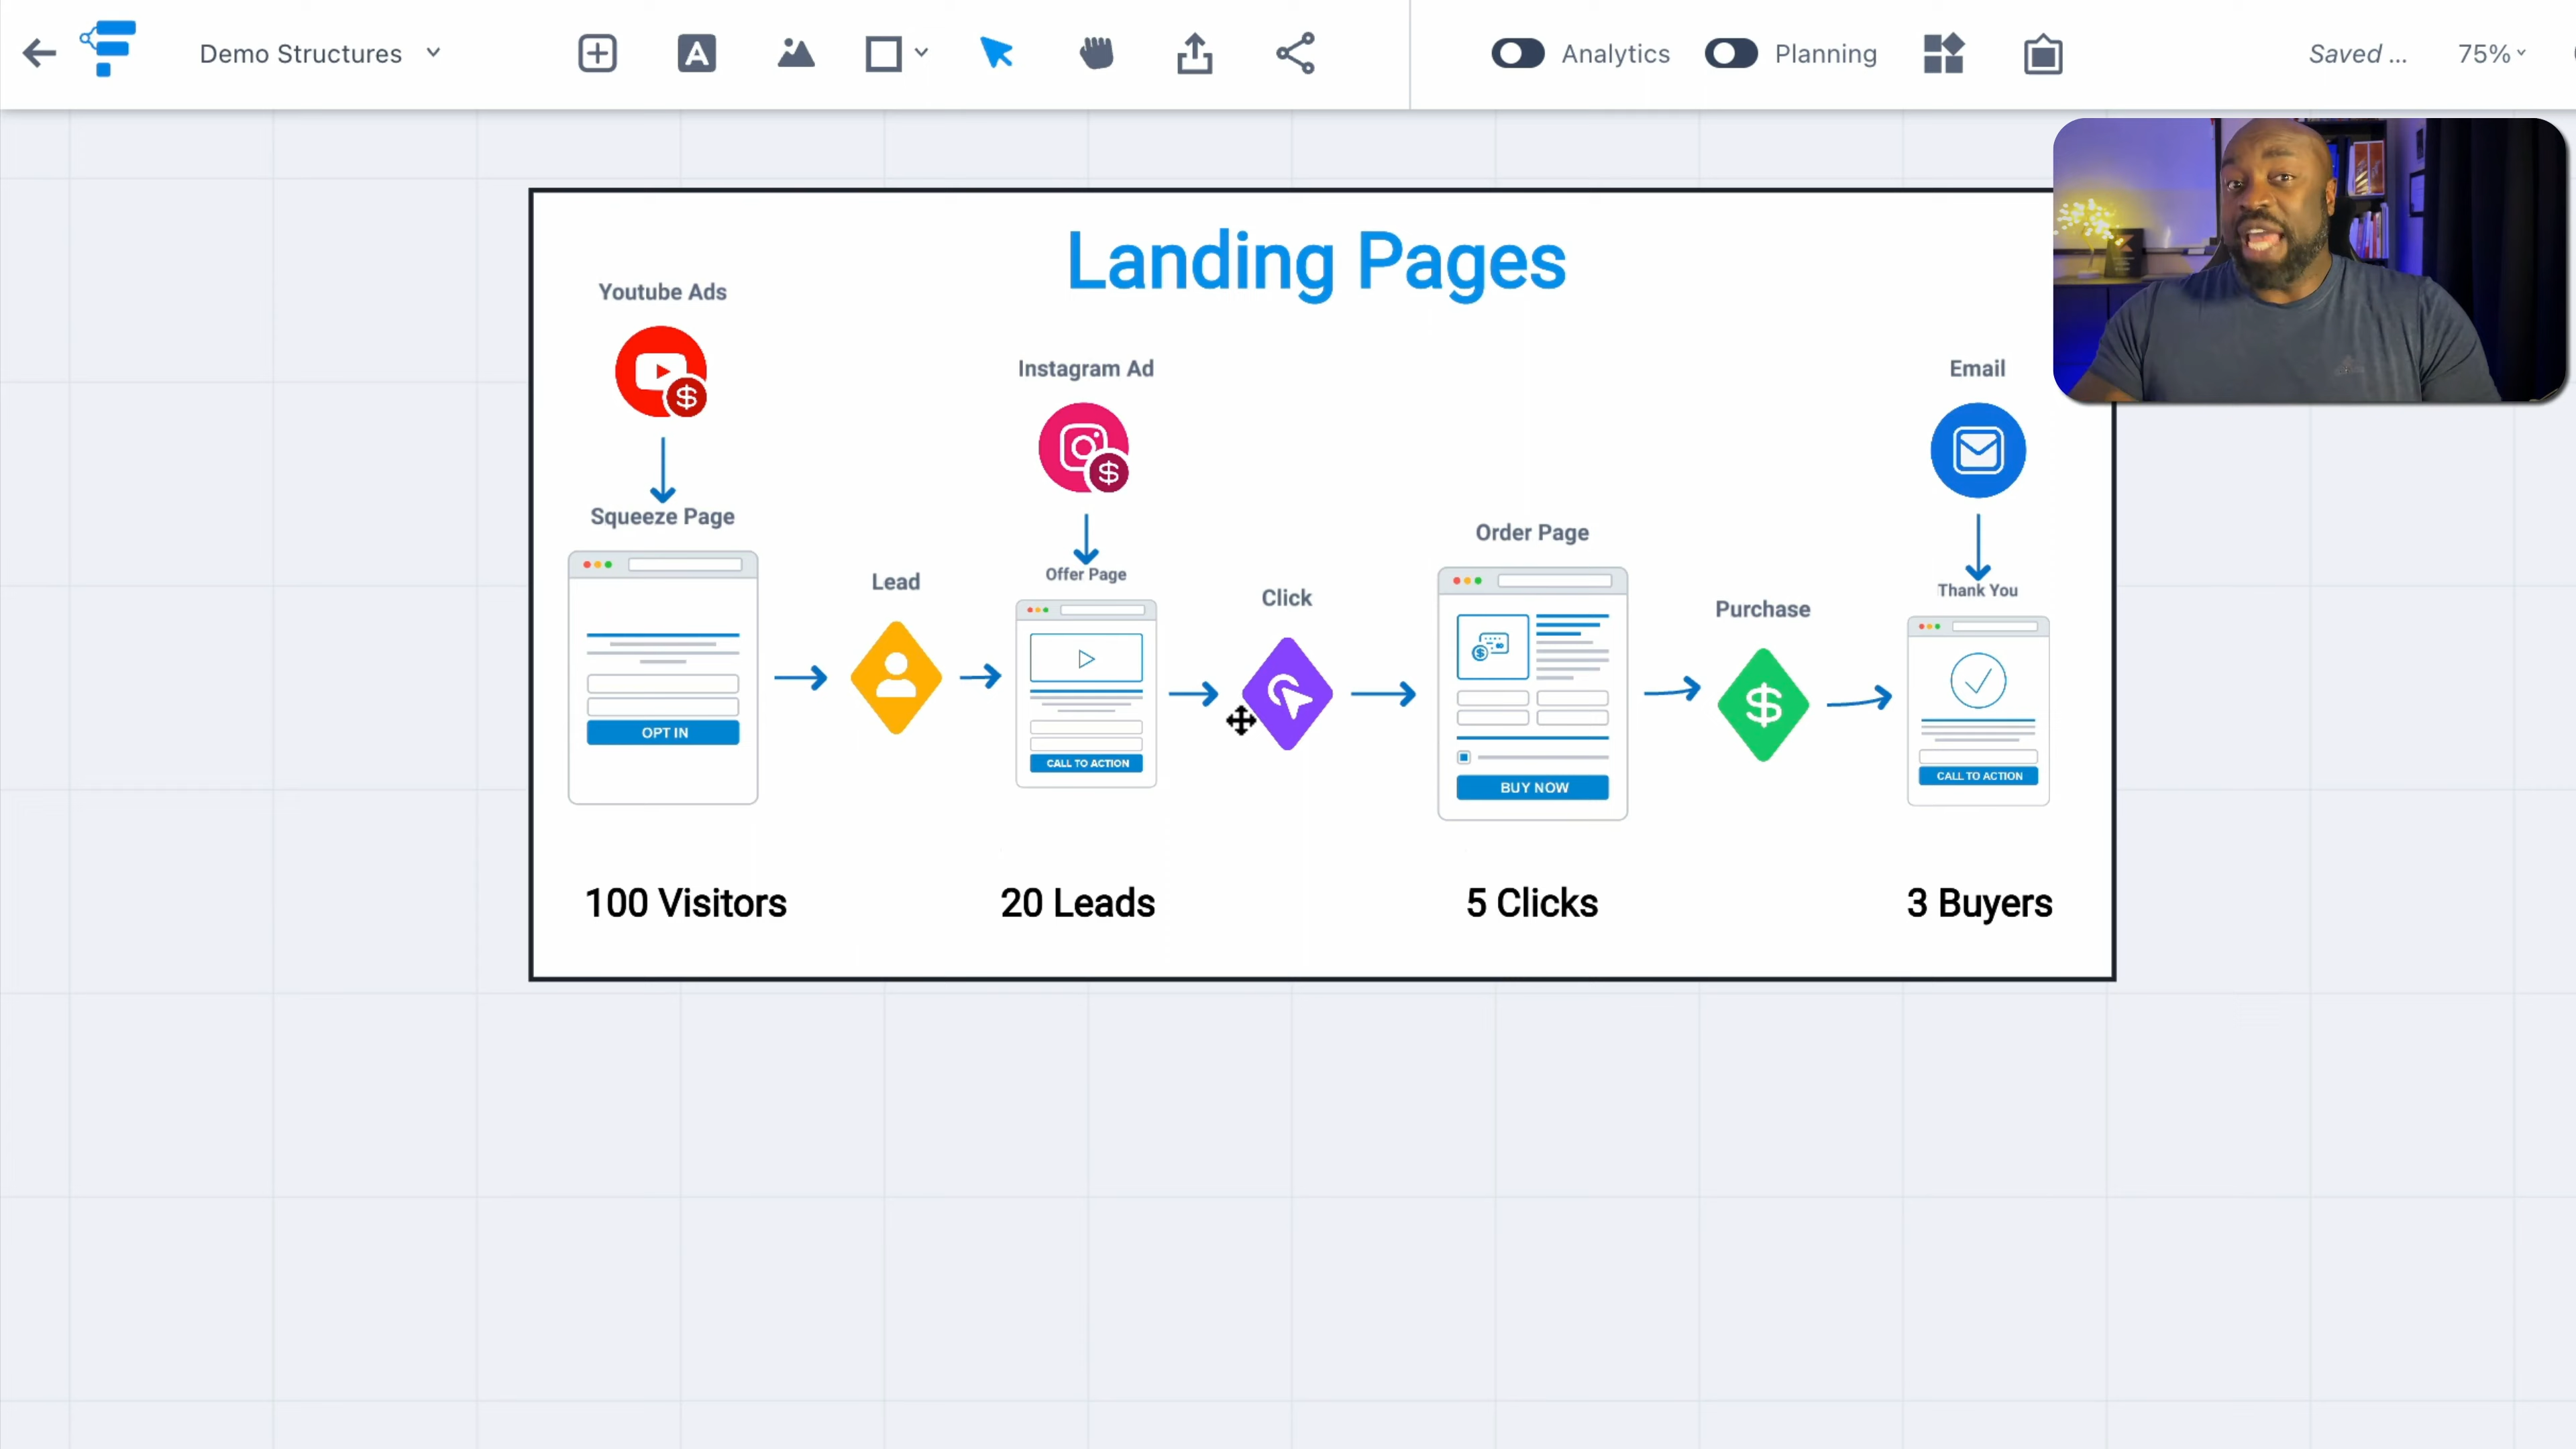 Demo Structures
A
Analytics
Planning
Saved ...
75%
Landing Pages
Youtube Ads
$
Instagram Ad
$
Email
Squeeze Page
OPT IN
Lead
Offer Page
CALL TO ACTION
Click
Order Page
$
BUY NOW
Purchase
$
Thank You
CALL TO ACTION
100 Visitors
20 Leads
5 Clicks
3 Buyers